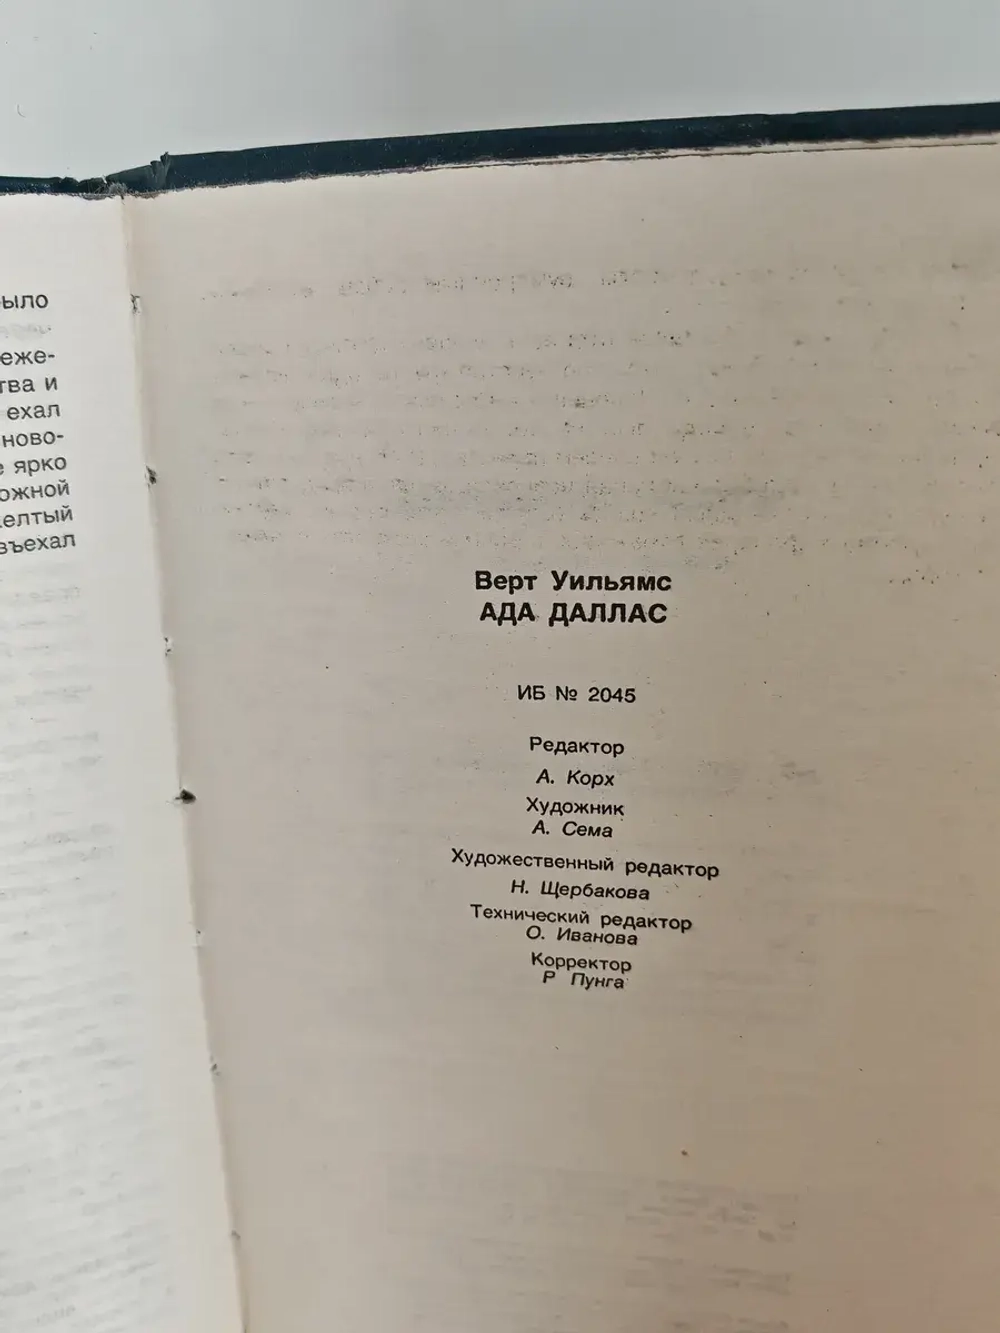 ыло
еже-
тва и
ехал
ново-
е ярко
ожной
елтый
въехал
Верт Уильямс
АДА ДАЛЛАС
ИБ № 2045
Редактор
А. Корх
Художник
А. Сема
Художественный редактор
Н. Щербакова
Технический редактор
О. Иванова
Корректор
Р Пунга